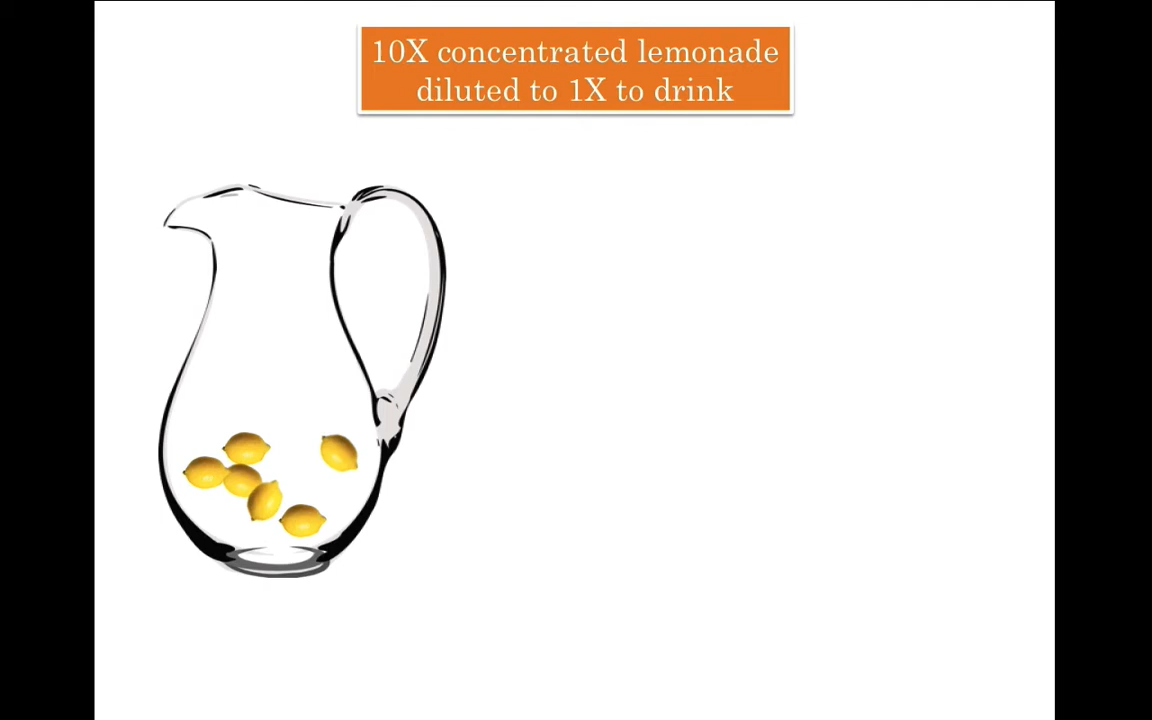 10X concentrated lemonade
diluted to 1X to drink